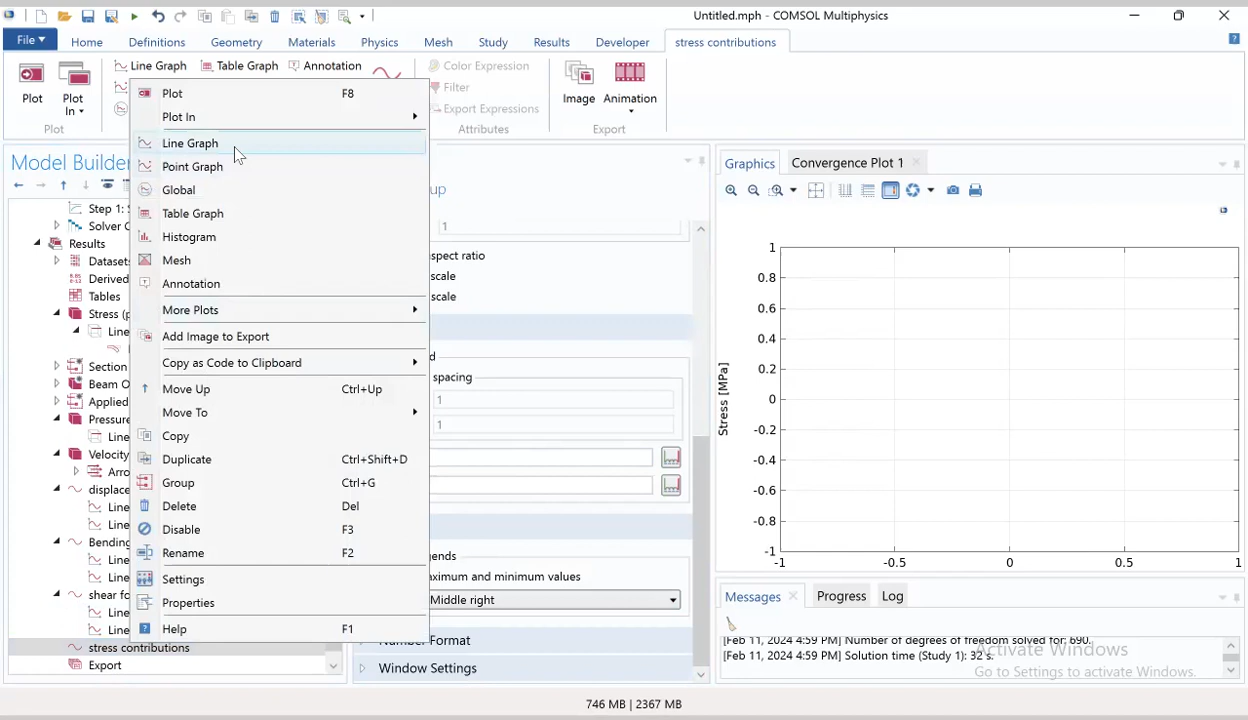 Untitled.mph - COMSOL Multiphysics
File
Home
Definitions
Geometry
Materials
Physics
Mesh
Study
Results
Developer
stress contributions
Line Graph
Table Graph
Annotation
Color Expression
Filter
Export Expressions
Plot
Plot
In
Image
Animation
Plot
Attributes
Export
Plot F8
Plot In
Line Graph
Point Graph
Global
Table Graph
Histogram
Mesh
Annotation
More Plots
Add Image to Export
Copy as Code to Clipboard
Move Up Ctrl+Up
Move To
Copy
Duplicate Ctrl+Shift+D
Group Ctrl+G
Delete Del
Disable F3
Rename F2
Settings
Properties
Help F1
Model Builde
Step 1:
Solver C
Results
Datasets
Derived
Tables
Stress (p
Line
Section
Beam O
Applied
Pressure
Line
Velocity
Arro
displace
Line
Line
Bending
Line
Line
shear fo
Line
Line
stress contributions
Export
up
1
spect ratio
scale
scale
d
spacing
1
1
gends
aximum and minimum values
Middle right
Number Format
Window Settings
Graphics
Convergence Plot 1
1
0.8
0.6
0.4
0.2
0
-0.2
-0.4
-0.6
-0.8
-1
Stress [MPa]
-1
-0.5
0
0.5
1
Messages
Progress
Log
[Feb 11, 2024 4:59 PM] Number of degrees of freedom solved for: 690.
[Feb 11, 2024 4:59 PM] Solution time (Study 1): 32 s.
Activate Windows
Go to Settings to activate Windows.
746 MB | 2367 MB